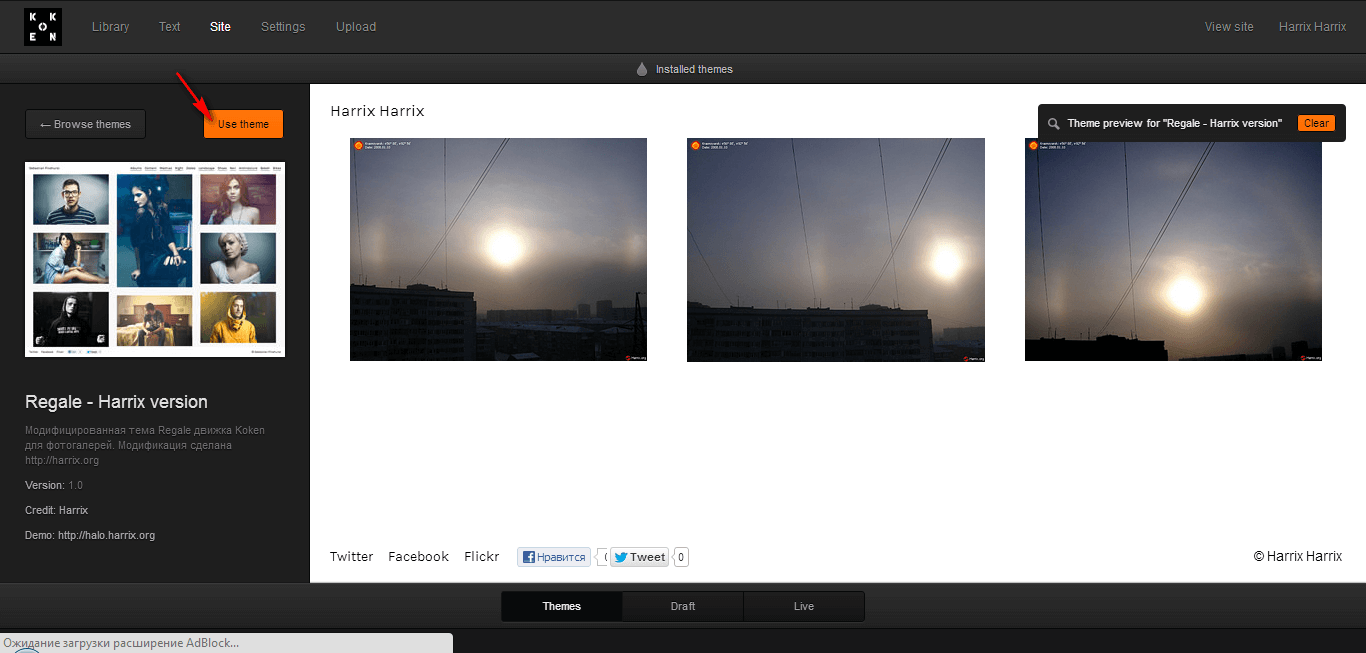 KOKEN
Library Text Site Settings Upload
View site Harrix Harrix
Installed themes
← Browse themes
Use theme
Regale - Harrix version
Модифицированная тема Regale движка Koken
для фотогалерей. Модификация сделана
http://harrix.org
Version: 1.0
Credit: Harrix
Demo: http://halo.harrix.org
Harrix Harrix
Theme preview for "Regale - Harrix version" Clear
Twitter Facebook Flickr Нравится Tweet 0
© Harrix Harrix
Themes Draft Live
Ожидание загрузки расширение AdBlock...